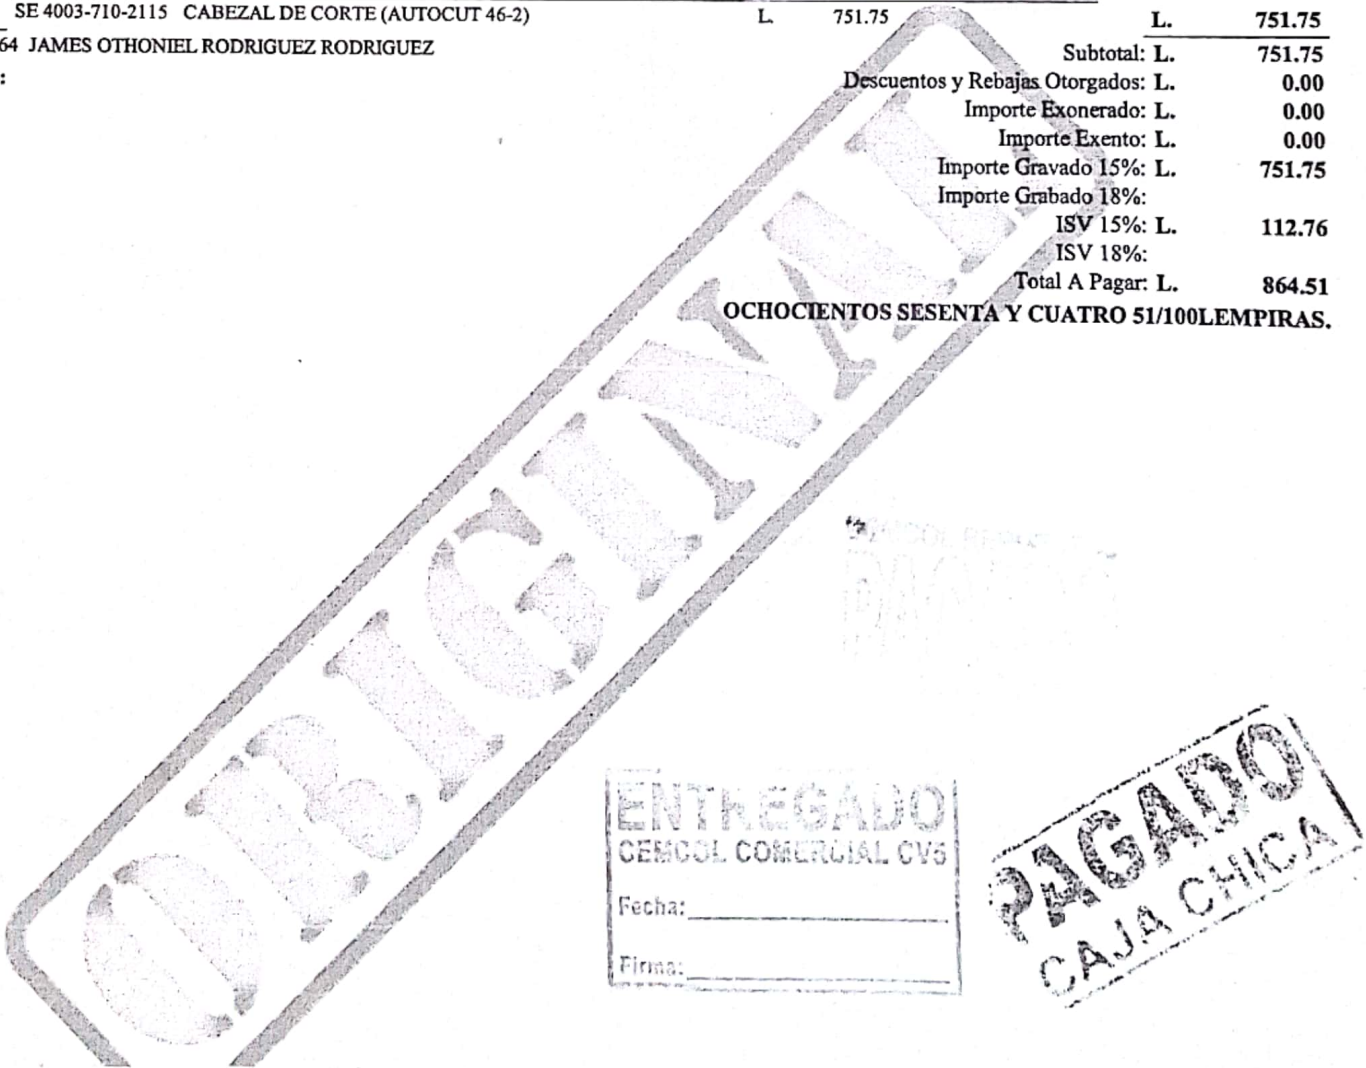 SE 4003-710-2115 CABEZAL DE CORTE (AUTOCUT 46-2) L. 751.75 L. 751.75
64 JAMES OTHONIEL RODRIGUEZ RODRIGUEZ
:
Subtotal: L. 751.75
Descuentos y Rebajas Otorgados: L. 0.00
Importe Exonerado: L. 0.00
Importe Exento: L. 0.00
Importe Gravado 15%: L. 751.75
Importe Grabado 18%:
ISV 15%: L. 112.76
ISV 18%:
Total A Pagar: L. 864.51
OCHOCIENTOS SESENTA Y CUATRO 51/100LEMPIRAS.
ORIGINAL
ENTREGADO
CEMCOL COMERCIAL CV5
Fecha:
Firma:
PAGADO
CAJA CHICA